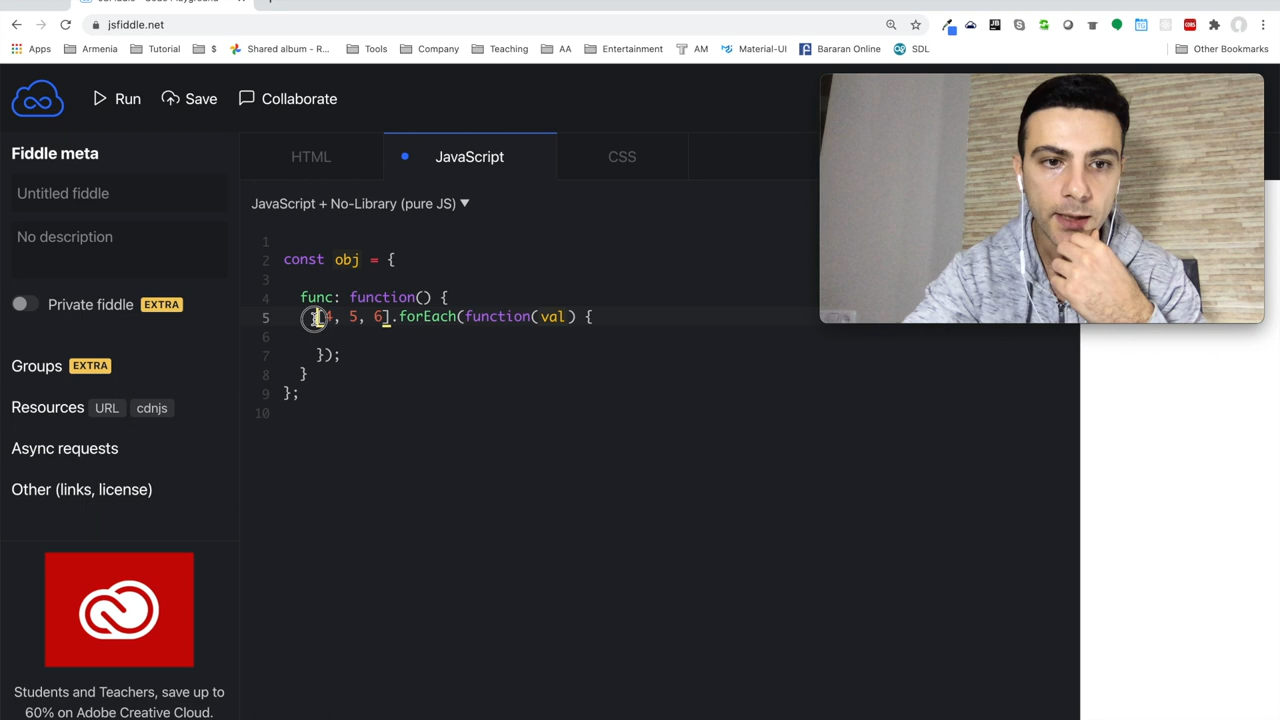 jsfiddle.net
Apps Armenia Tutorial $ Shared album - R... Tools Company Teaching AA Entertainment AM Material-UI Bararan Online SDL Other Bookmarks
Run Save Collaborate
Fiddle meta
HTML JavaScript CSS
Untitled fiddle
JavaScript + No-Library (pure JS) ▼
No description
1
2 const obj = {
3
4 func: function() {
Private fiddle EXTRA
5 [4, 5, 6].forEach(function(val) {
6
7 });
Groups EXTRA
8 }
9 };
Resources URL cdnjs
10
Async requests
Other (links, license)
Students and Teachers, save up to
60% on Adobe Creative Cloud.